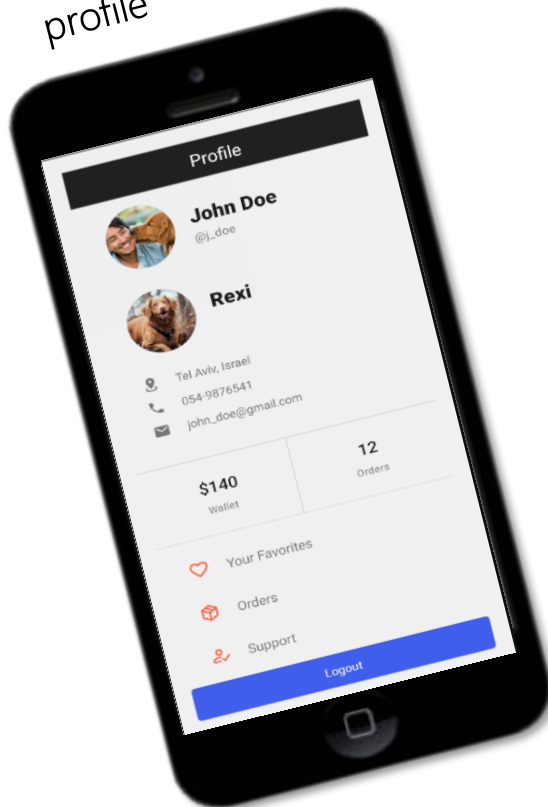 profile
Profile
John Doe
@j_doe
Rexi
Tel Aviv, Israel
054-9876541
john_doe@gmail.com
$140
Wallet
12
Orders
Your Favorites
Orders
Support
Logout